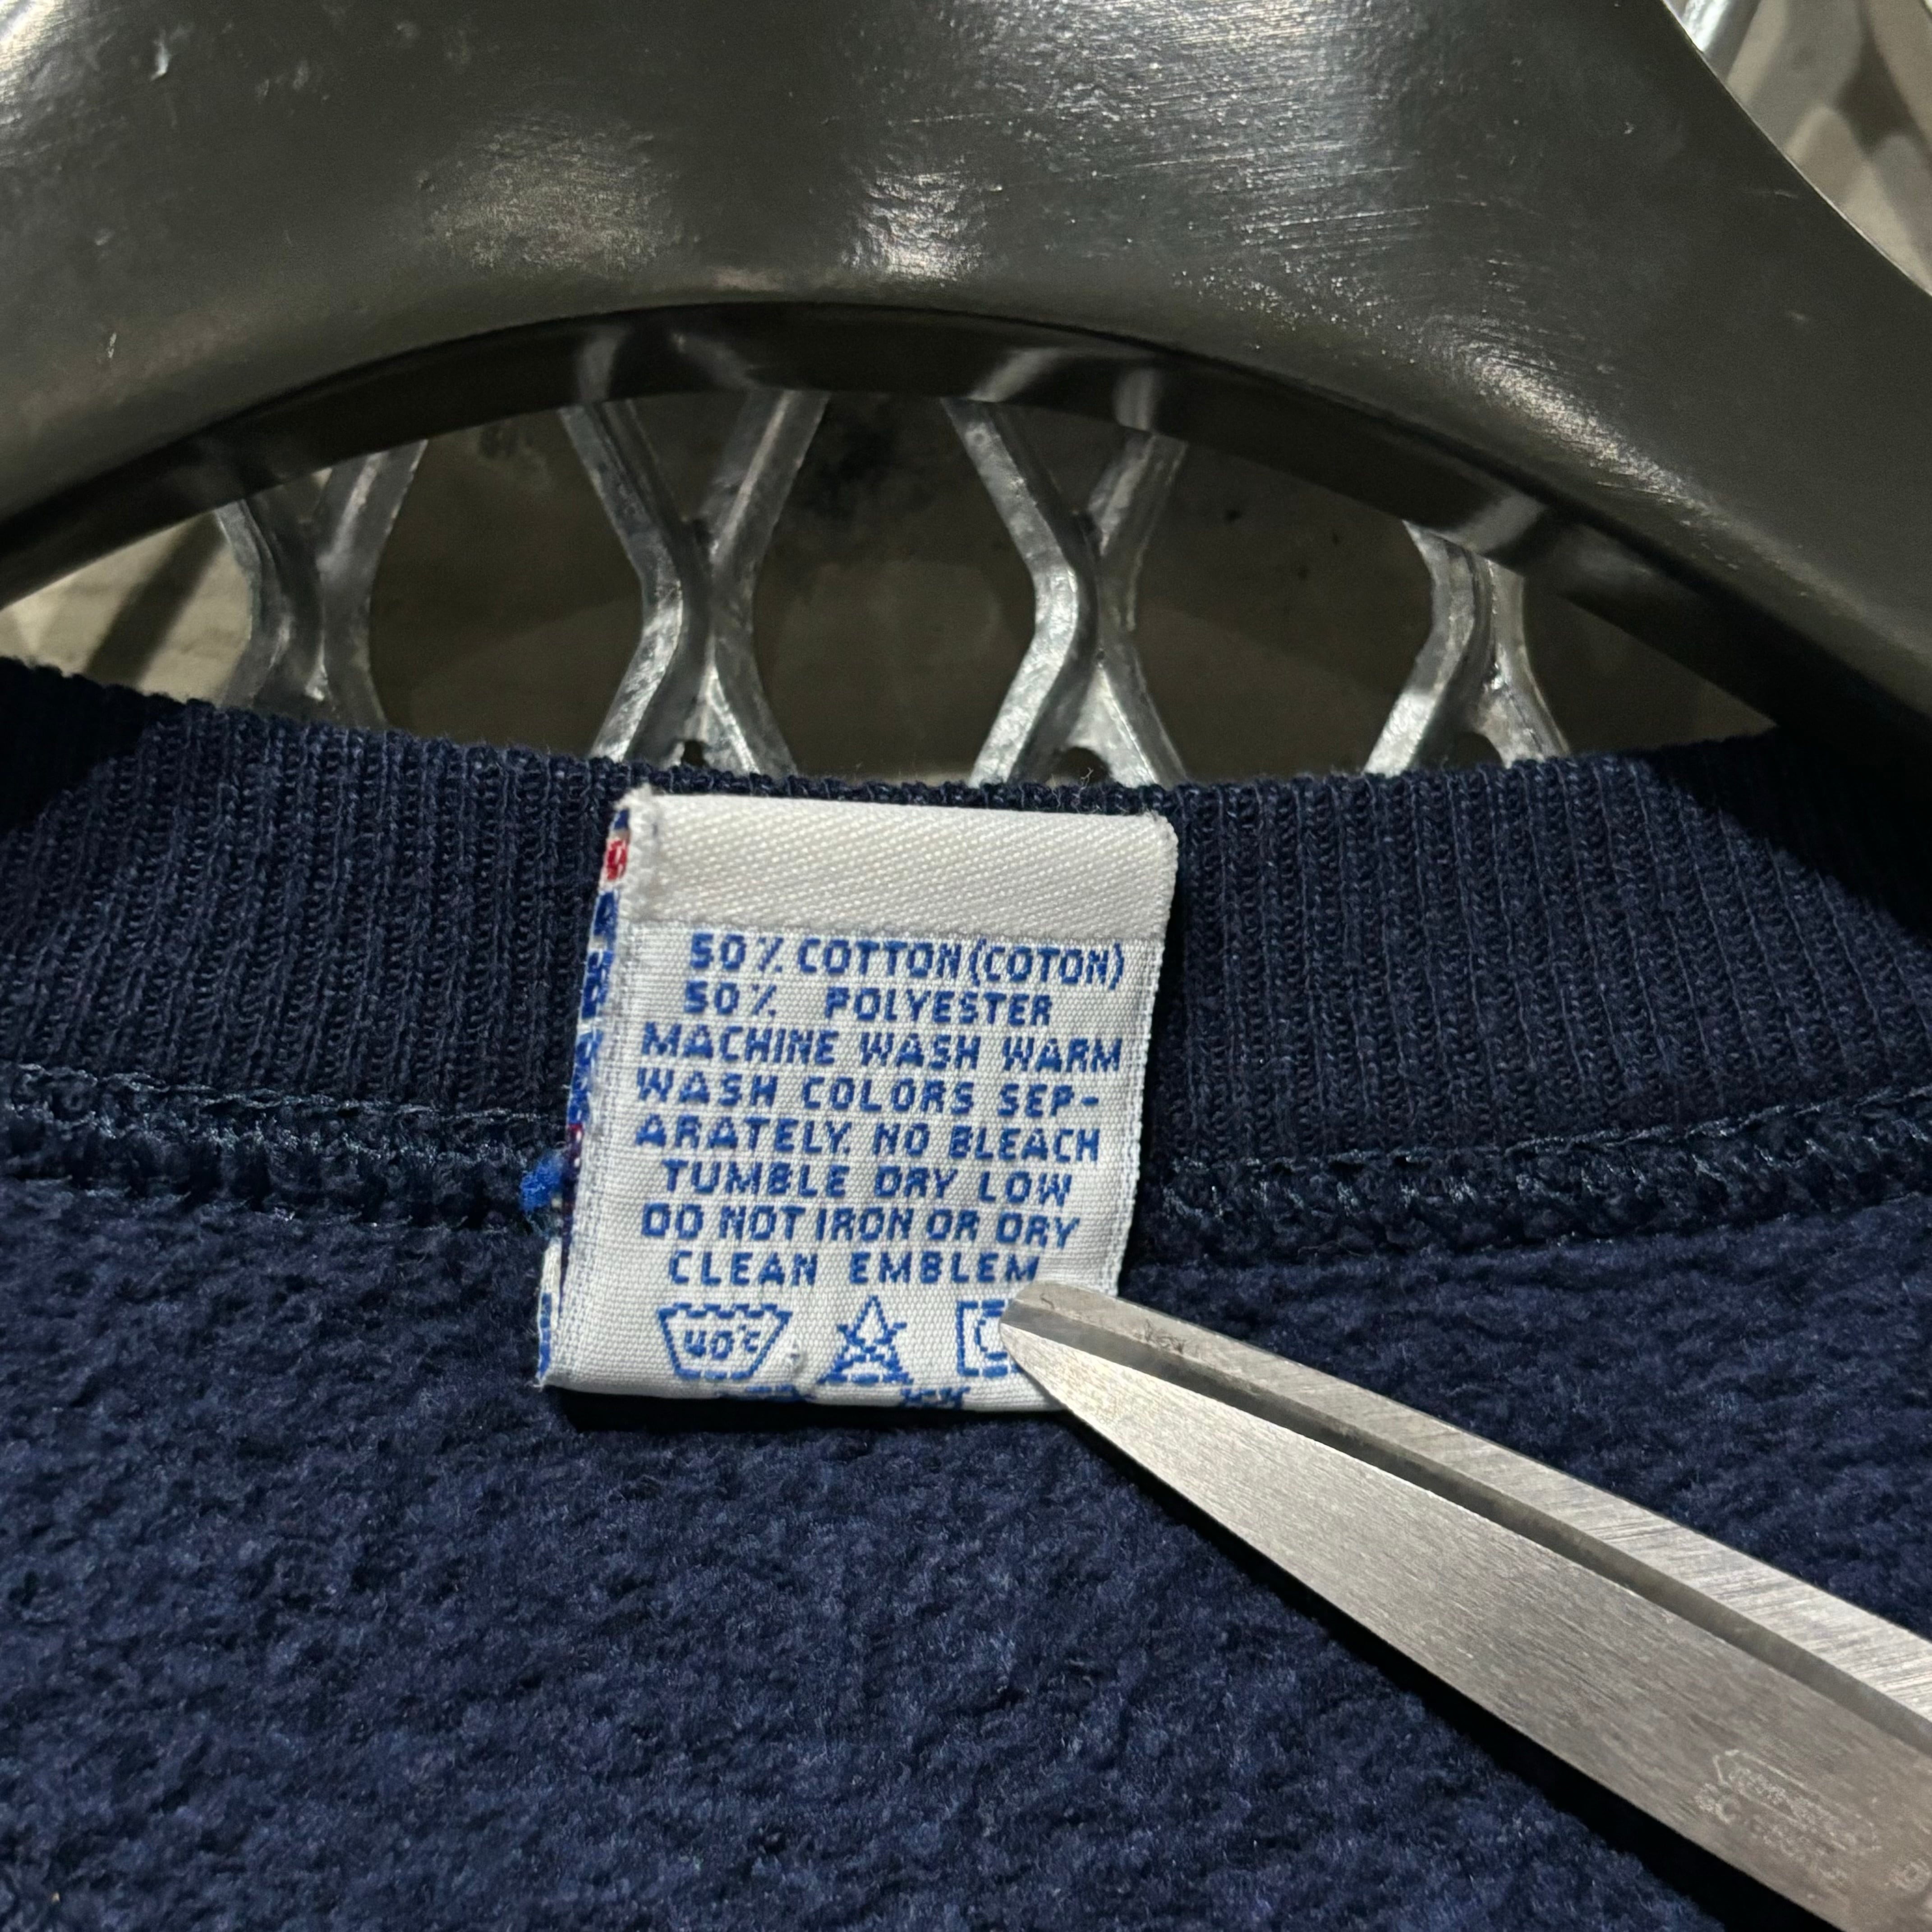 50% COTTON (COTON)
50% POLYESTER
MACHINE WASH WARM
WASH COLORS SEP-
ARATELY. NO BLEACH
TUMBLE DRY LOW
DO NOT IRON OR DRY
CLEAN EMBLEM
40°C